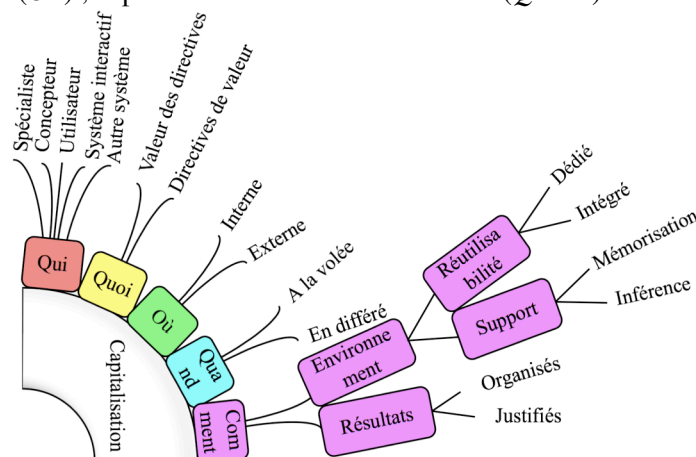 Spécialiste
Concepteur
Utilisateur
Système interactif
Autre système
Valeur des directives
Directives de valeur
Interne
Externe
A la volée
En différé
Qui
Quoi
Où
Qua
nd
Com
ment
Capitalisation
Environne
ment
Résultats
Réutilisa
bilité
Support
Dédié
Intégré
Mémorisation
Inférence
Organisés
Justifiés